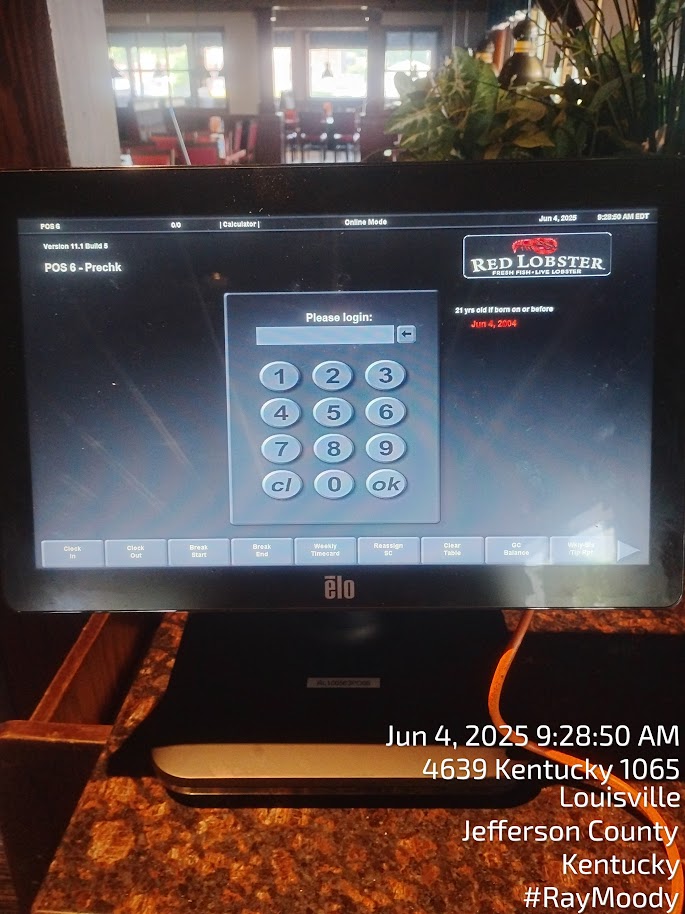 POS 6
0/0
| Calculator |
Online Mode
Jun 4, 2025
9:28:50 AM EDT
Version 11.1 Build 5
POS 6 - Prechk
RED LOBSTER
FRESH FISH • LIVE LOBSTER
21 yrs old if born on or before
Jun 4, 2004
Please login:
1 2 3
4 5 6
7 8 9
cl 0 ok
Clock In
Clock Out
Break Start
Break End
Weekly Timecard
Reassign SC
Clear Table
GC Balance
elo
Jun 4, 2025 9:28:50 AM
4639 Kentucky 1065
Louisville
Jefferson County
Kentucky
#RayMoody